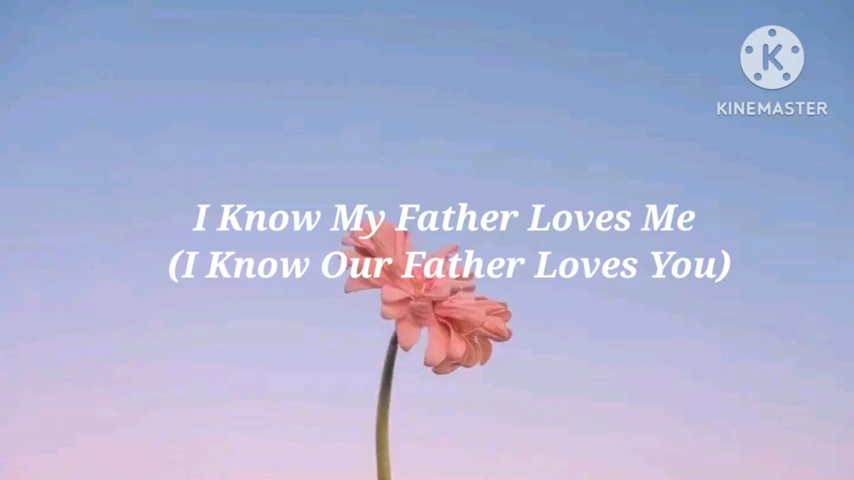 K
KINEMASTER
I Know My Father Loves Me
(I Know Our Father Loves You)